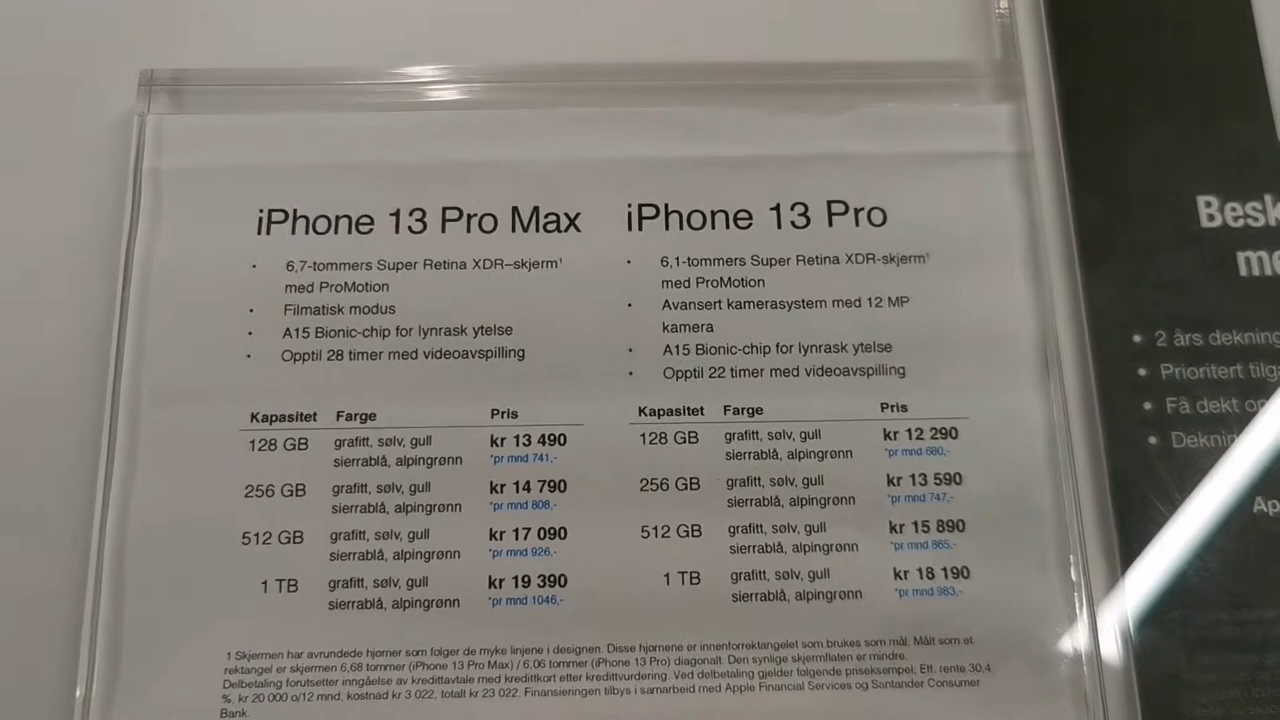 iPhone 13 Pro Max
• 6,7-tommers Super Retina XDR–skjerm¹
med ProMotion
• Filmatisk modus
• A15 Bionic-chip for lynrask ytelse
• Opptil 28 timer med videoavspilling
Kapasitet Farge Pris
128 GB grafitt, sølv, gull kr 13 490
sierrablå, alpingrønn *pr mnd 741,-
256 GB grafitt, sølv, gull kr 14 790
sierrablå, alpingrønn *pr mnd 808,-
512 GB grafitt, sølv, gull kr 17 090
sierrablå, alpingrønn *pr mnd 926,-
1 TB grafitt, sølv, gull kr 19 390
sierrablå, alpingrønn *pr mnd 1046,-
iPhone 13 Pro
• 6,1-tommers Super Retina XDR-skjerm¹
med ProMotion
• Avansert kamerasystem med 12 MP
kamera
• A15 Bionic-chip for lynrask ytelse
• Opptil 22 timer med videoavspilling
Kapasitet Farge Pris
128 GB grafitt, sølv, gull kr 12 290
sierrablå, alpingrønn *pr mnd 680,-
256 GB grafitt, sølv, gull kr 13 590
sierrablå, alpingrønn *pr mnd 747,-
512 GB grafitt, sølv, gull kr 15 890
sierrablå, alpingrønn *pr mnd 865,-
1 TB grafitt, sølv, gull kr 18 190
sierrablå, alpingrønn *pr mnd 983,-
1 Skjermen har avrundede hjørner som følger de myke linjene i designen. Disse hjørnene er innenforrektangelet som brukes som mål. Målt som et
rektangel er skjermen 6,68 tommer (iPhone 13 Pro Max) / 6,06 tommer (iPhone 13 Pro) diagonalt. Den synlige skjermflaten er mindre.
Delbetaling forutsetter inngåelse av kredittavtale med kredittkort etter kredittvurdering. Ved delbetaling gjelder følgende priseksempel, Eff. rente 30,4
%, kr 20 000 o/12 mnd, kostnad kr 3 022, totalt kr 23 022. Finansieringen tilbys i samarbeid med Apple Financial Services og Santander Consumer
Bank.
Besk
me
• 2 års dekning
• Prioritert tilga
• Få dekt op
• Deknin
Ap